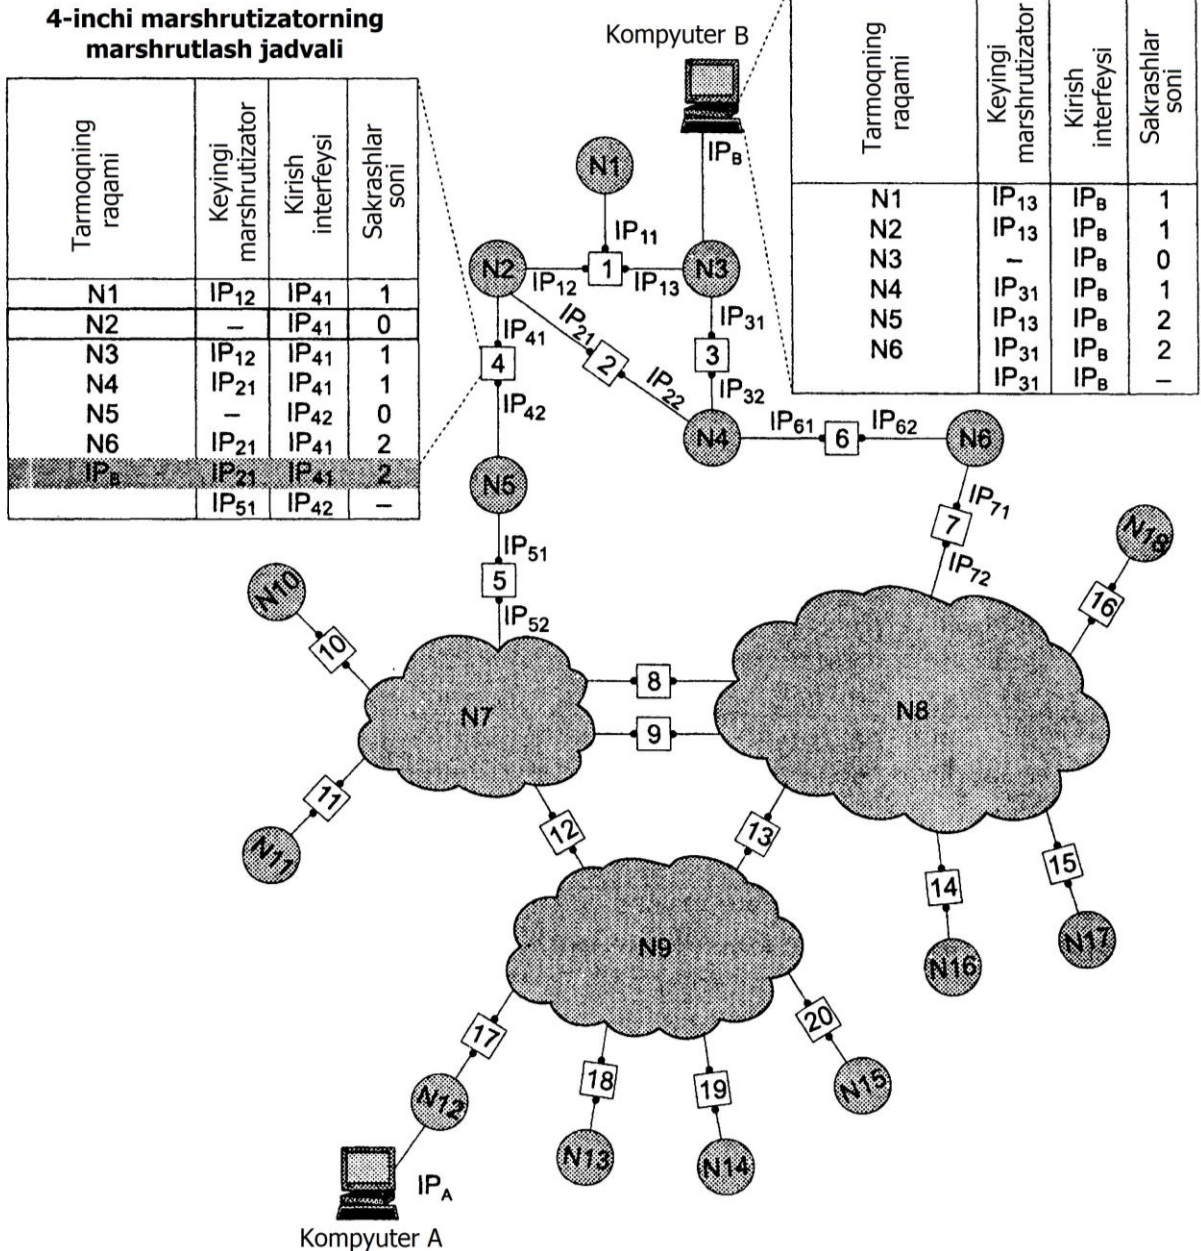 4-inchi marshrutizatorning
marshrutlash jadvali
Tarmoqning raqami | Keyingi marshrutizator | Kirish interfeysi | Sakrashlar soni
N1 | IP12 | IP41 | 1
N2 | – | IP41 | 0
N3 | IP12 | IP41 | 1
N4 | IP21 | IP41 | 1
N5 | – | IP42 | 0
N6 | IP21 | IP41 | 2
IPB | IP21 | IP41 | 2
IP51 | IP42 | –
Kompyuter B
IPB
Tarmoqning raqami | Keyingi marshrutizator | Kirish interfeysi | Sakrashlar soni
N1 | IP13 | IPB | 1
N2 | IP13 | IPB | 1
N3 | – | IPB | 0
N4 | IP31 | IPB | 1
N5 | IP13 | IPB | 2
N6 | IP31 | IPB | 2
IP31 | IPB | –
N1
IP11
N2
IP12
1
IP13
N3
IP41
IP21
IP31
4
2
3
IP42
IP22
IP32
N4
IP61
6
IP62
N6
N5
IP71
7
IP72
IP51
5
IP52
N10
10
N18
16
N7
8
9
N8
11
N11
12
13
14
15
N16
N17
N9
17
18
19
20
N12
N13
N14
N15
IPA
Kompyuter A